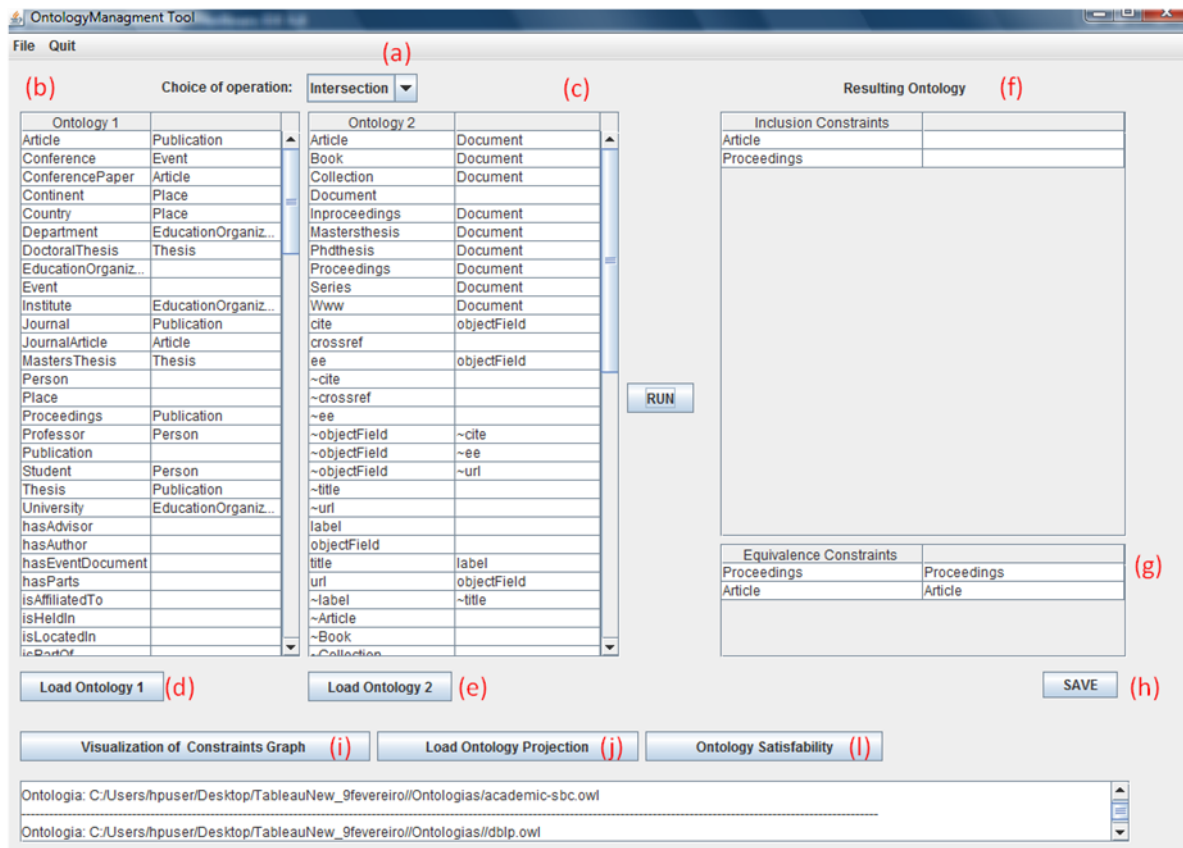 OntologyManagment Tool
File Quit
(a)
(b) Choice of operation: Intersection (c) Resulting Ontology (f)
Ontology 1
Article Publication
Conference Event
ConferencePaper Article
Continent Place
Country Place
Department EducationOrganiz...
DoctoralThesis Thesis
EducationOrganiz...
Event
Institute EducationOrganiz...
Journal Publication
JournalArticle Article
MastersThesis Thesis
Person
Place
Proceedings Publication
Professor Person
Publication
Student Person
Thesis Publication
University EducationOrganiz...
hasAdvisor
hasAuthor
hasEventDocument
hasParts
isAffiliatedTo
isHeldIn
isLocatedIn
isPartOf
Ontology 2
Article Document
Book Document
Collection Document
Document
Inproceedings Document
Mastersthesis Document
Phdthesis Document
Proceedings Document
Series Document
Www Document
cite objectField
crossref
ee objectField
~cite
~crossref
~ee
~objectField ~cite
~objectField ~ee
~objectField ~url
~title
~url
label
objectField
title label
url objectField
~label ~title
~Article
~Book
~Collection
RUN
Inclusion Constraints
Article
Proceedings
Equivalence Constraints
Proceedings Proceedings
Article Article
(g)
Load Ontology 1 (d) Load Ontology 2 (e) SAVE (h)
Visualization of Constraints Graph (i) Load Ontology Projection (j) Ontology Satisfability (l)
Ontologia: C:/Users/hpuser/Desktop/TableauNew_9fevereiro//Ontologias/academic-sbc.owl
Ontologia: C:/Users/hpuser/Desktop/TableauNew_9fevereiro//Ontologias//dblp.owl